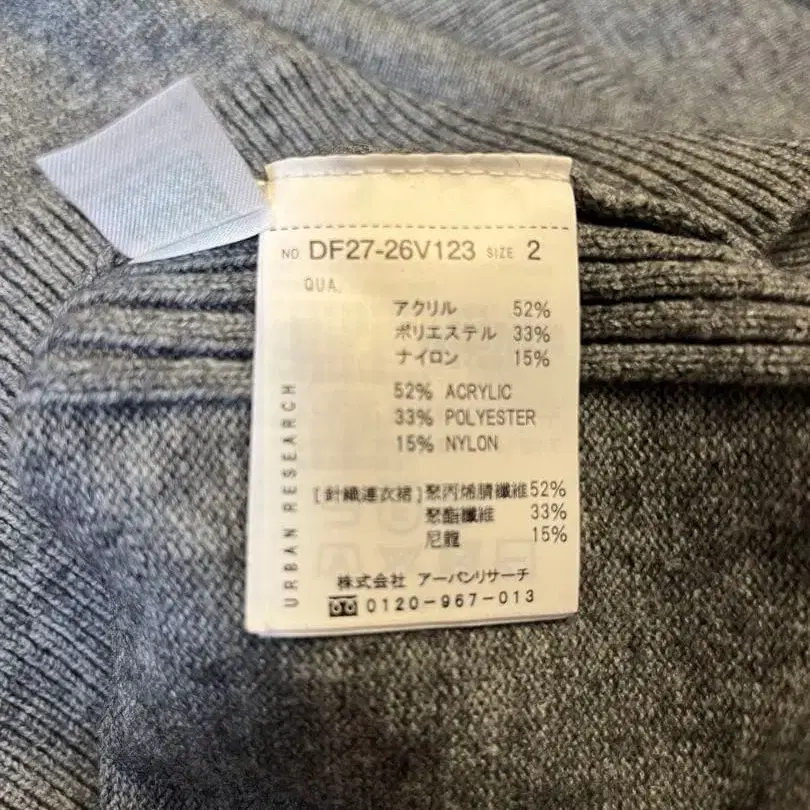 NO DF27-26V123 SIZE 2
QUA,
アクリル 52%
ポリエステル 33%
ナイロン 15%
52% ACRYLIC
33% POLYESTER
15% NYLON
URBAN RESEARCH
[針織連衣裙]聚丙烯腈纖維52%
聚酯纖維 33%
尼龍 15%
株式会社 アーバンリサーチ
0120-967-013